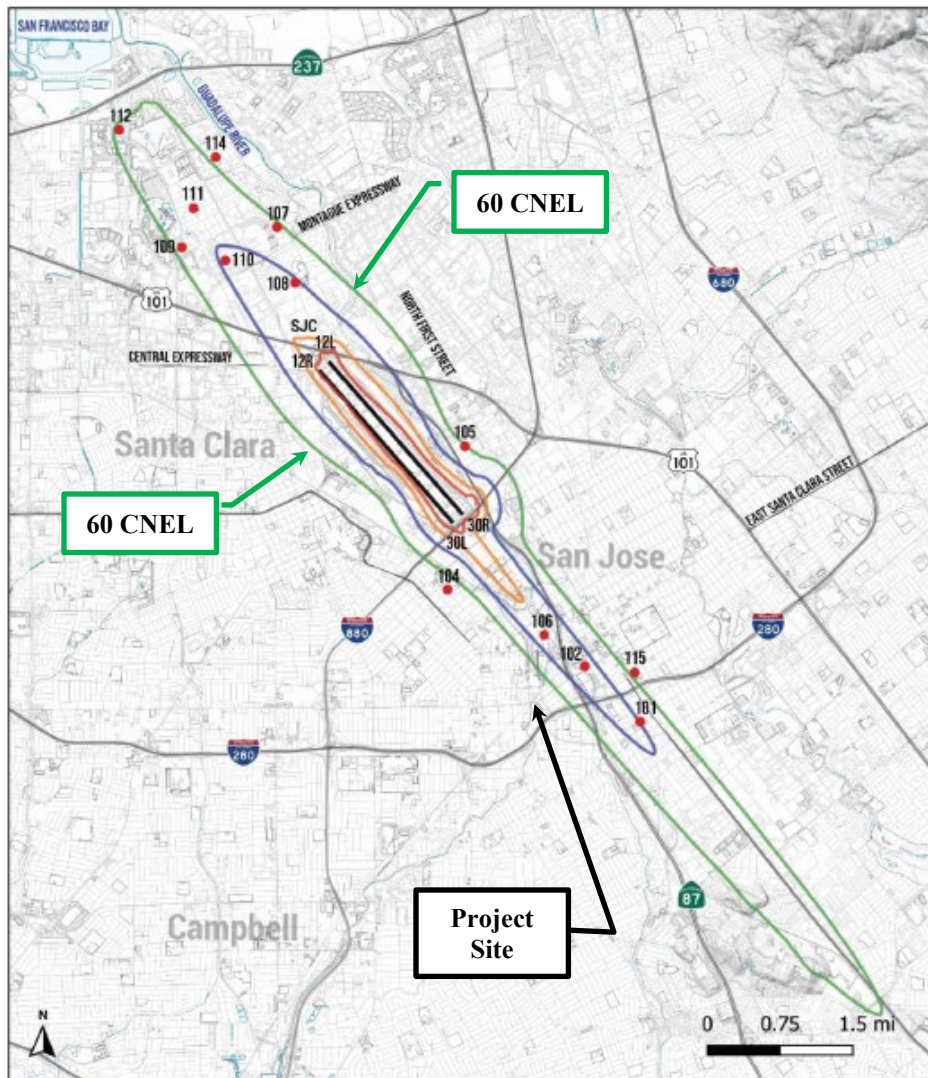 SAN FRANCISCO BAY
237
GUADALUPE RIVER
112
114
111
107
MONTAGUE EXPRESSWAY
60 CNEL
109
110
108
680
101
NORTH FIRST STREET
SJC
12L
CENTRAL EXPRESSWAY
12R
Santa Clara
105
101
EAST SANTA CLARA STREET
60 CNEL
30R
30L
San Jose
104
880
106
280
102
115
101
280
87
Project
Site
Campbell
N
0 0.75 1.5 mi